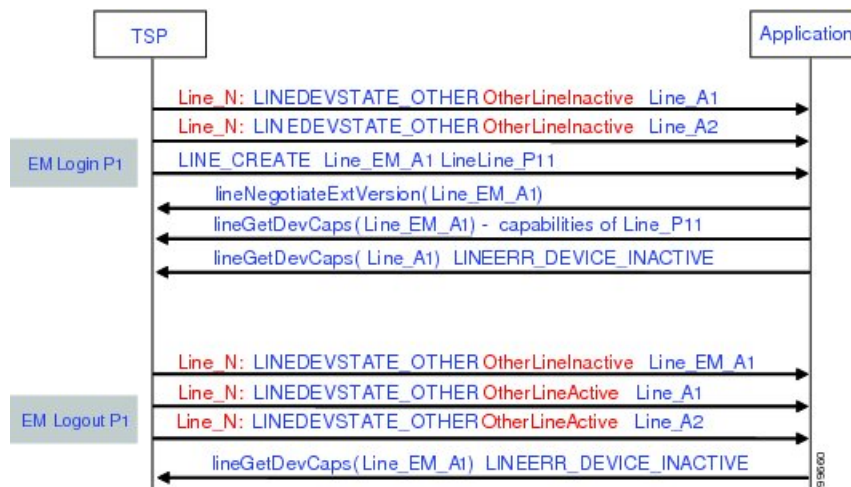 TSP
Application
Line_N: LINEDEVSTATE_OTHER OtherLineInactive Line_A1
Line_N: LINEDEVSTATE_OTHER OtherLineInactive Line_A2
EM Login P1
LINE_CREATE Line_EM_A1 LineLine_P11
lineNegotiateExtVersion(Line_EM_A1)
lineGetDevCaps(Line_EM_A1) - capabilities of Line_P11
lineGetDevCaps( Line_A1) LINEERR_DEVICE_INACTIVE
Line_N: LINEDEVSTATE_OTHER OtherLineInactive Line_EM_A1
Line_N: LINEDEVSTATE_OTHER OtherLineActive Line_A1
EM Logout P1
Line_N: LINEDEVSTATE_OTHER OtherLineActive Line_A2
lineGetDevCaps(Line_EM_A1) LINEERR_DEVICE_INACTIVE
99660